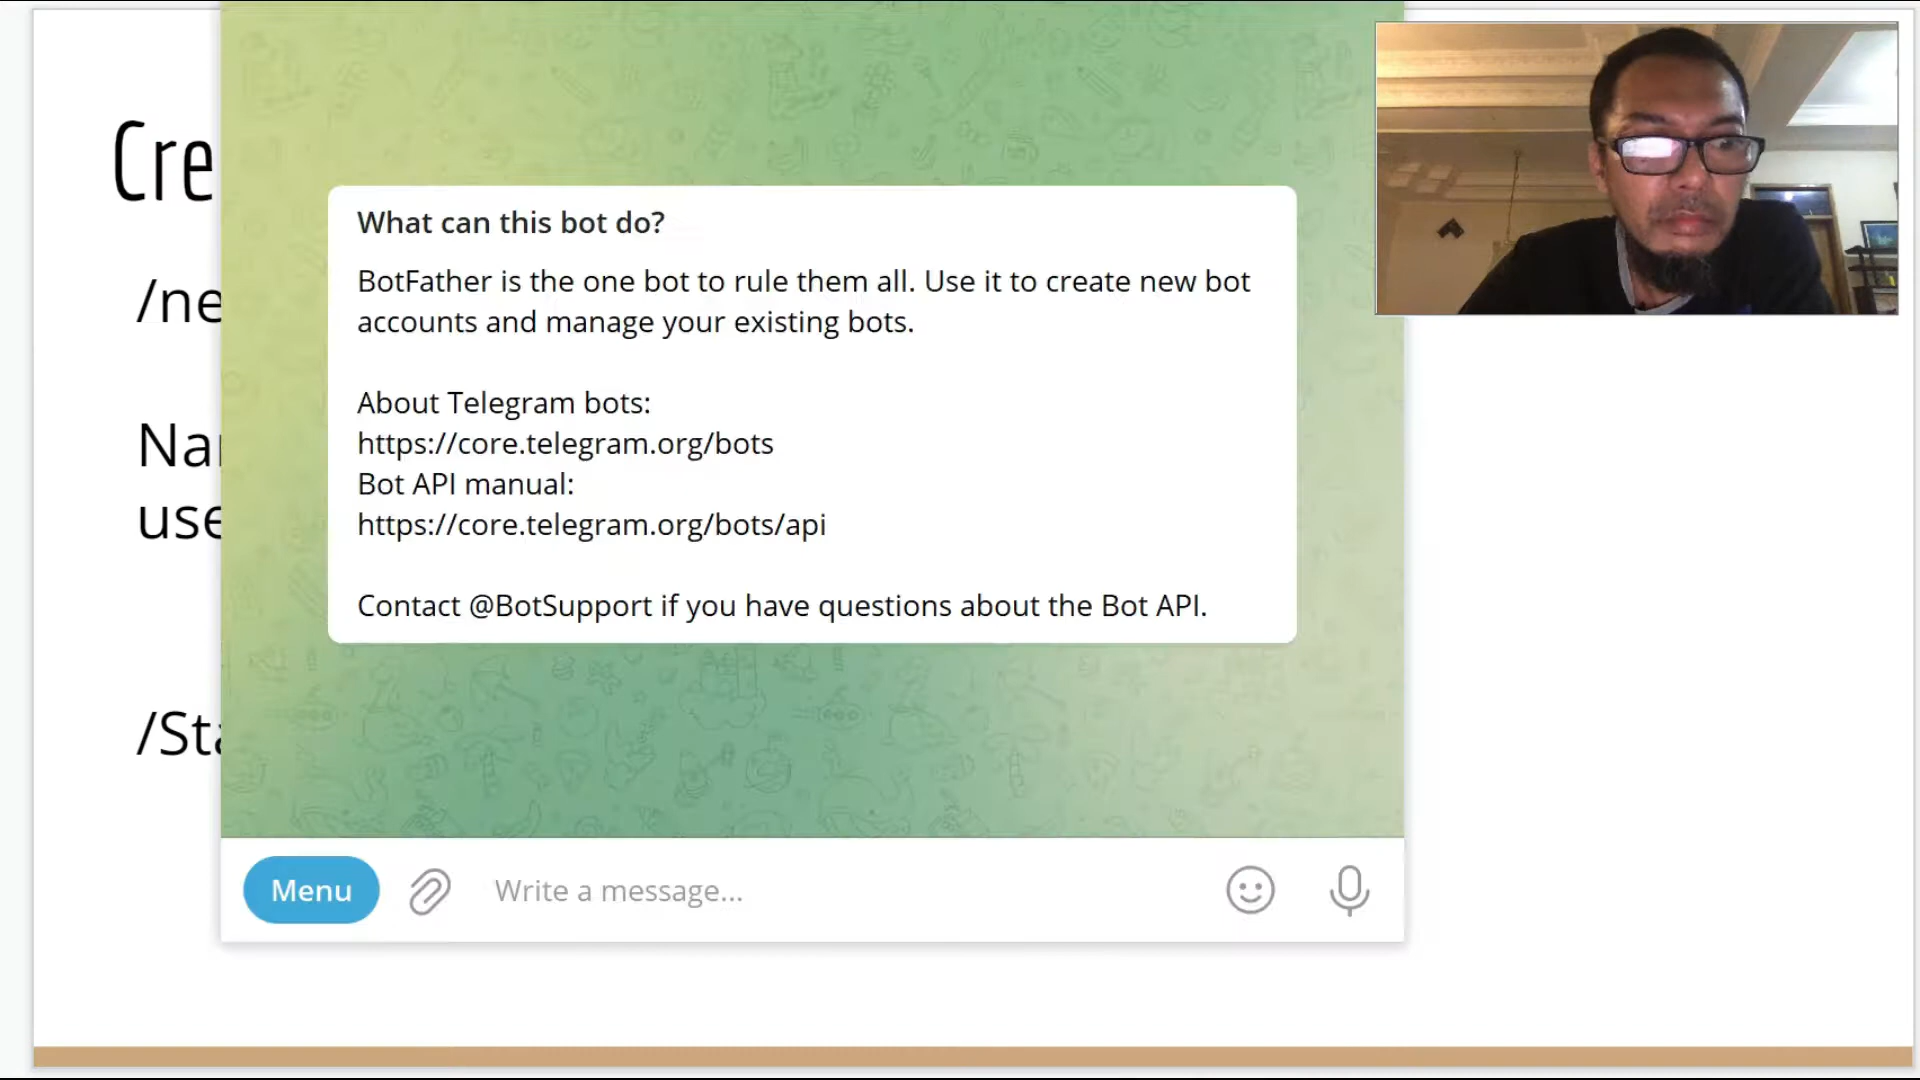 Cre
/ne
Nar
use
/Sta
What can this bot do?
BotFather is the one bot to rule them all. Use it to create new bot
accounts and manage your existing bots.
About Telegram bots:
https://core.telegram.org/bots
Bot API manual:
https://core.telegram.org/bots/api
Contact @BotSupport if you have questions about the Bot API.
Menu
Write a message...